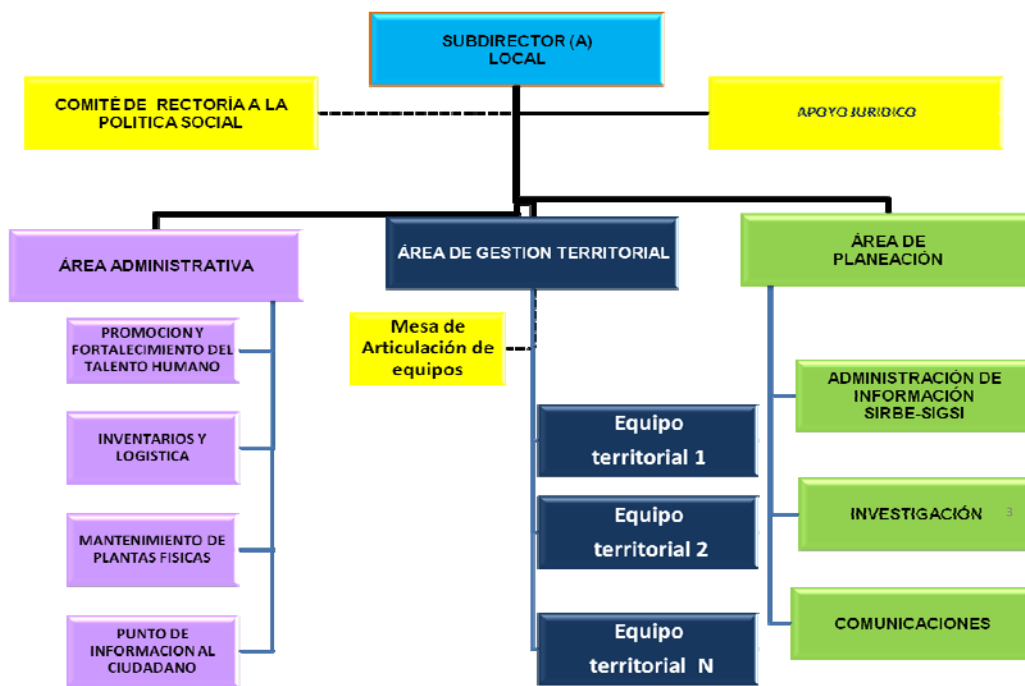 SUBDIRECTOR (A)
LOCAL
COMITÉ DE RECTORÍA A LA
POLITICA SOCIAL
APOYO JURIDICO
ÁREA ADMINISTRATIVA
ÁREA DE GESTION TERRITORIAL
ÁREA DE
PLANEACIÓN
PROMOCION Y
FORTALECIMIENTO DEL
TALENTO HUMANO
Mesa de
Articulación de
equipos
ADMINISTRACIÓN DE
INFORMACIÓN
SIRBE-SIGSI
INVENTARIOS Y
LOGISTICA
Equipo
territorial 1
MANTENIMIENTO DE
PLANTAS FISICAS
Equipo
territorial 2
INVESTIGACIÓN
3
PUNTO DE
INFORMACION AL
CIUDADANO
Equipo
territorial N
COMUNICACIONES